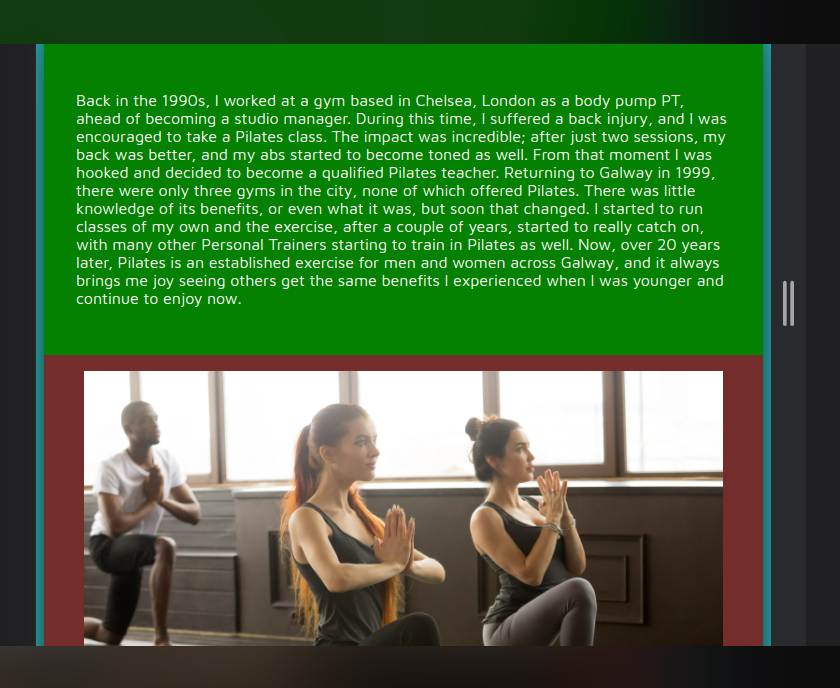 Back in the 1990s, I worked at a gym based in Chelsea, London as a body pump PT,
ahead of becoming a studio manager. During this time, I suffered a back injury, and I was
encouraged to take a Pilates class. The impact was incredible; after just two sessions, my
back was better, and my abs started to become toned as well. From that moment I was
hooked and decided to become a qualified Pilates teacher. Returning to Galway in 1999,
there were only three gyms in the city, none of which offered Pilates. There was little
knowledge of its benefits, or even what it was, but soon that changed. I started to run
classes of my own and the exercise, after a couple of years, started to really catch on,
with many other Personal Trainers starting to train in Pilates as well. Now, over 20 years
later, Pilates is an established exercise for men and women across Galway, and it always
brings me joy seeing others get the same benefits I experienced when I was younger and
continue to enjoy now.